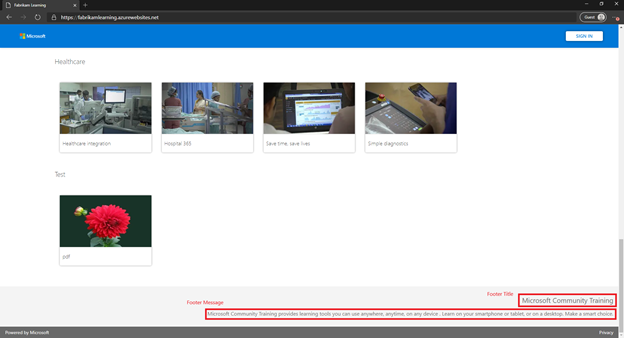 Fabrikam Learning
https://fabrikamlearning.azurewebsites.net
Guest
Microsoft
SIGN IN
Healthcare
Healthcare integration
Hospital 365
Save time, save lives
Simple diagnostics
Test
pdf
Footer Title
Microsoft Community Training
Footer Message
Microsoft Community Training provides learning tools you can use anywhere, anytime, on any device . Learn on your smartphone or tablet, or on a desktop. Make a smart choice.
Powered by Microsoft
Privacy